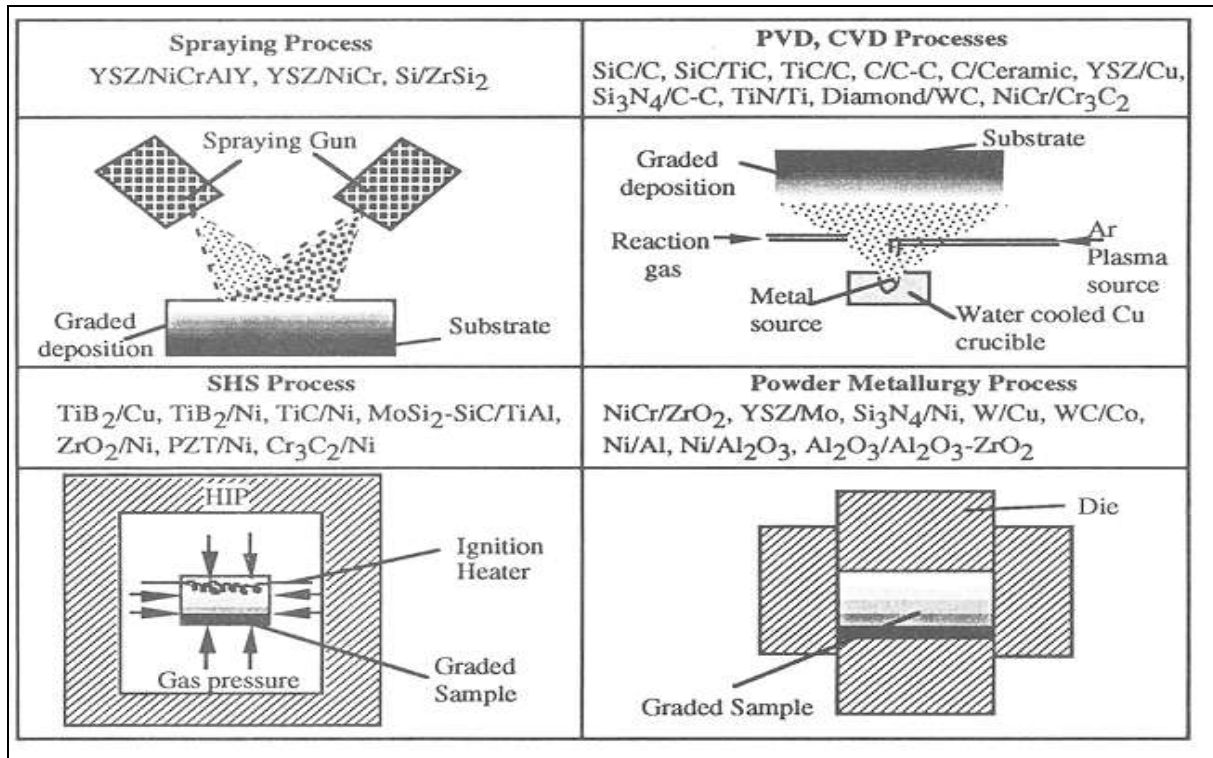 Spraying Process
YSZ/NiCrAlY, YSZ/NiCr, Si/ZrSi2
PVD, CVD Processes
SiC/C, SiC/TiC, TiC/C, C/C-C, C/Ceramic, YSZ/Cu,
Si3N4/C-C, TiN/Ti, Diamond/WC, NiCr/Cr3C2
Spraying Gun
Graded
deposition
Substrate
Substrate
Graded
deposition
Reaction
gas
Ar
Plasma
source
Metal
source
Water cooled Cu
crucible
SHS Process
TiB2/Cu, TiB2/Ni, TiC/Ni, MoSi2-SiC/TiAl,
ZrO2/Ni, PZT/Ni, Cr3C2/Ni
Powder Metallurgy Process
NiCr/ZrO2, YSZ/Mo, Si3N4/Ni, W/Cu, WC/Co,
Ni/Al, Ni/Al2O3, Al2O3/Al2O3-ZrO2
HIP
Ignition
Heater
Gas pressure
Graded
Sample
Die
Graded Sample